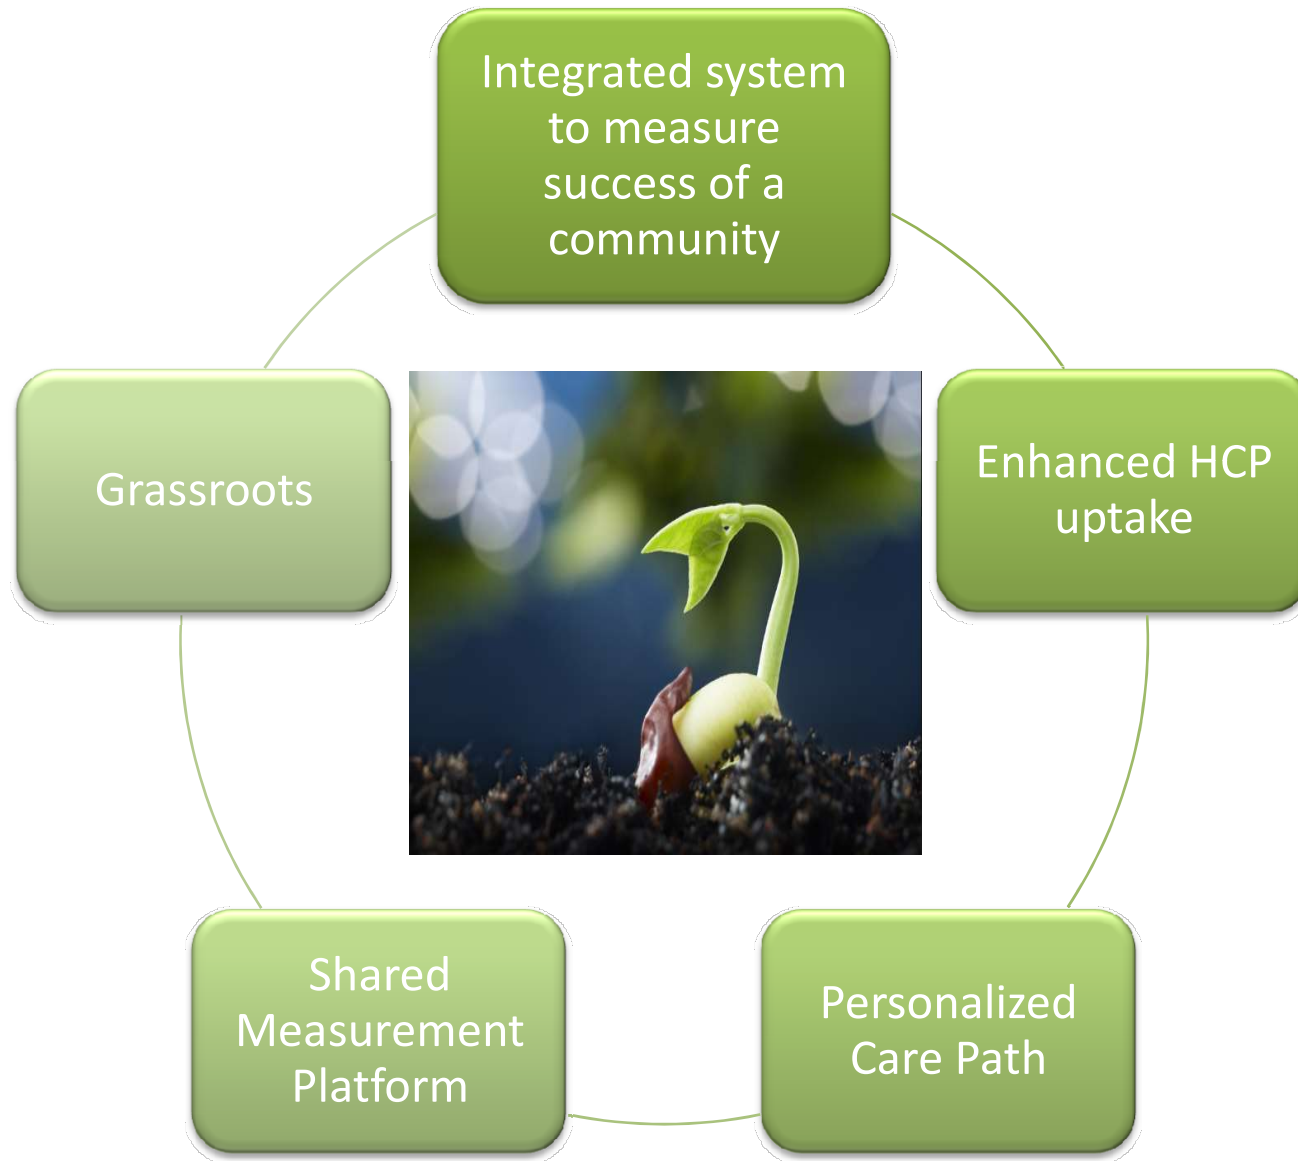 Integrated system
to measure
success of a
community
Grassroots
Enhanced HCP
uptake
Shared
Measurement
Platform
Personalized
Care Path